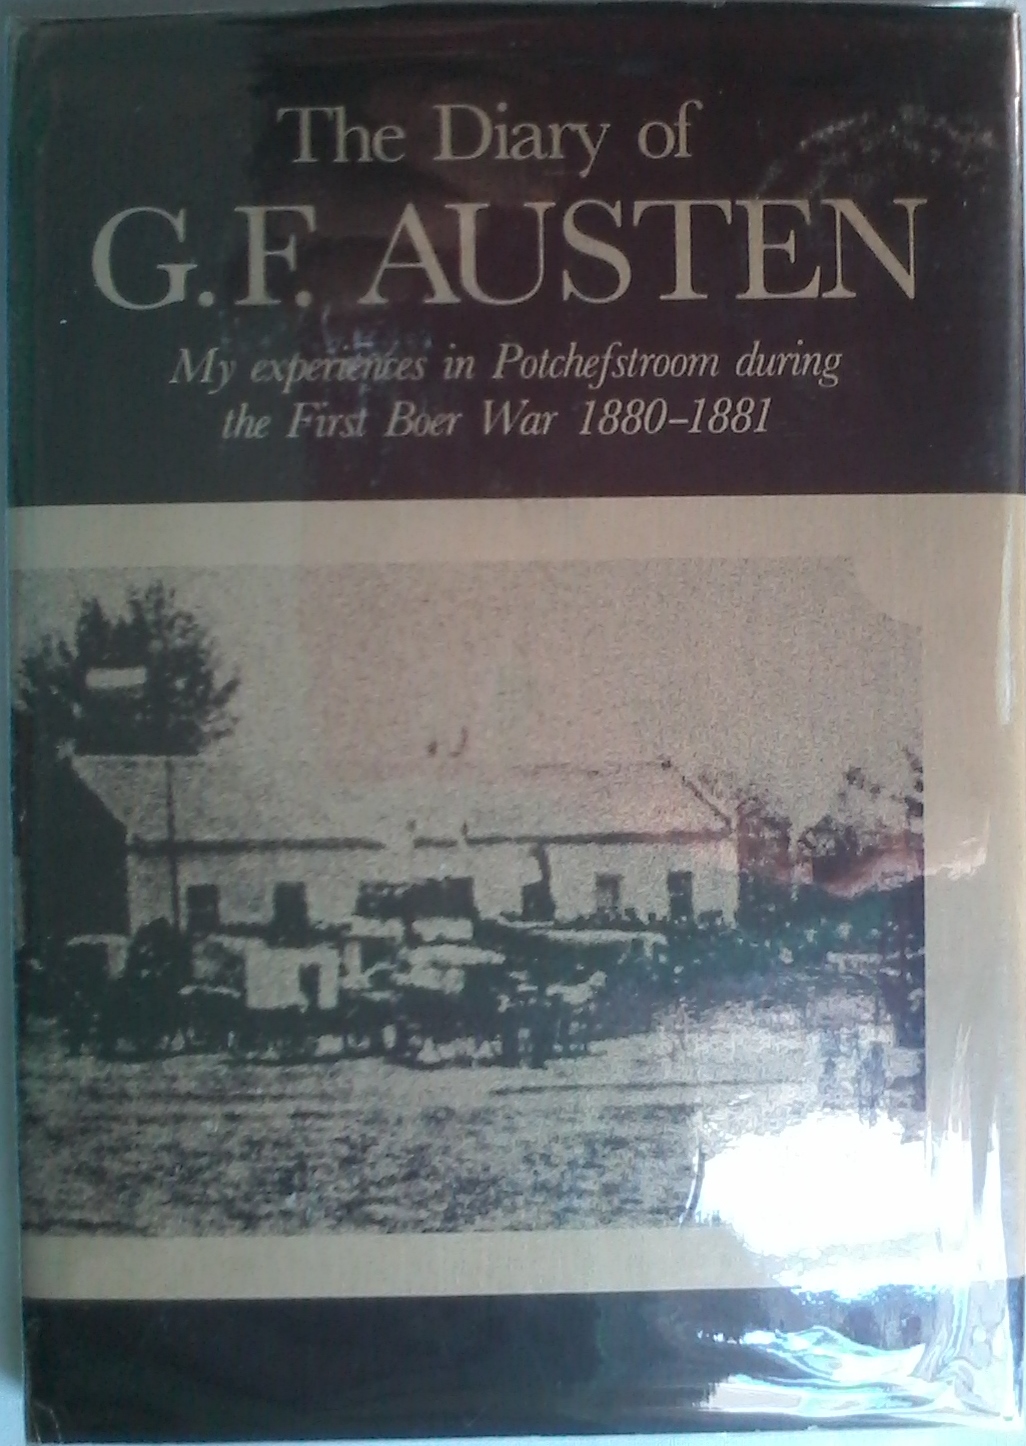 The Diary of
G.F. AUSTEN
My experiences in Potchefstroom during
the First Boer War 1880–1881